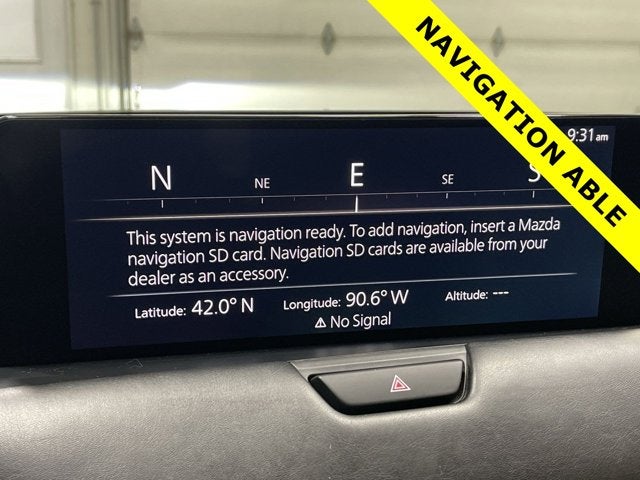 NAVIGATION ABLE
9:31 am
N NE E SE S
This system is navigation ready. To add navigation, insert a Mazda
navigation SD card. Navigation SD cards are available from your
dealer as an accessory.
Latitude: 42.0° N Longitude: 90.6° W Altitude: ---
⚠ No Signal